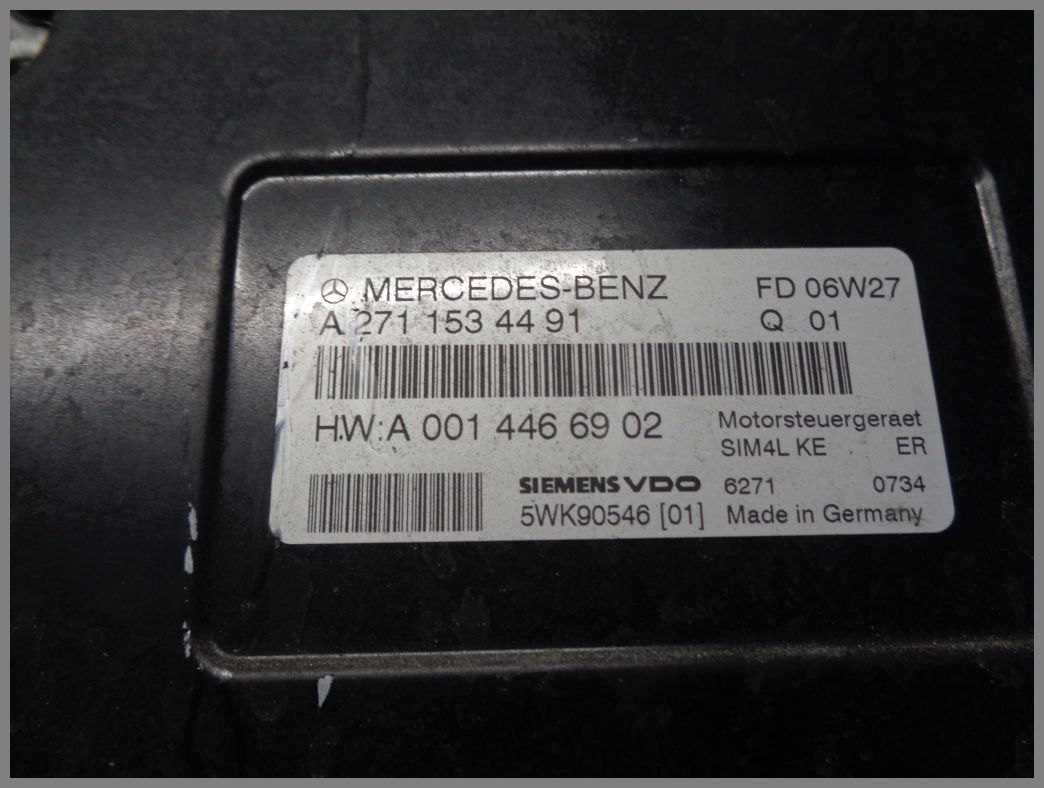 MERCEDES-BENZ FD 06W27
A 271 153 44 91 Q 01
H.W.:A 001 446 69 02 Motorsteuergeraet
SIM4L KE ER
SIEMENS VDO 6271 0734
5WK90546 [01] Made in Germany